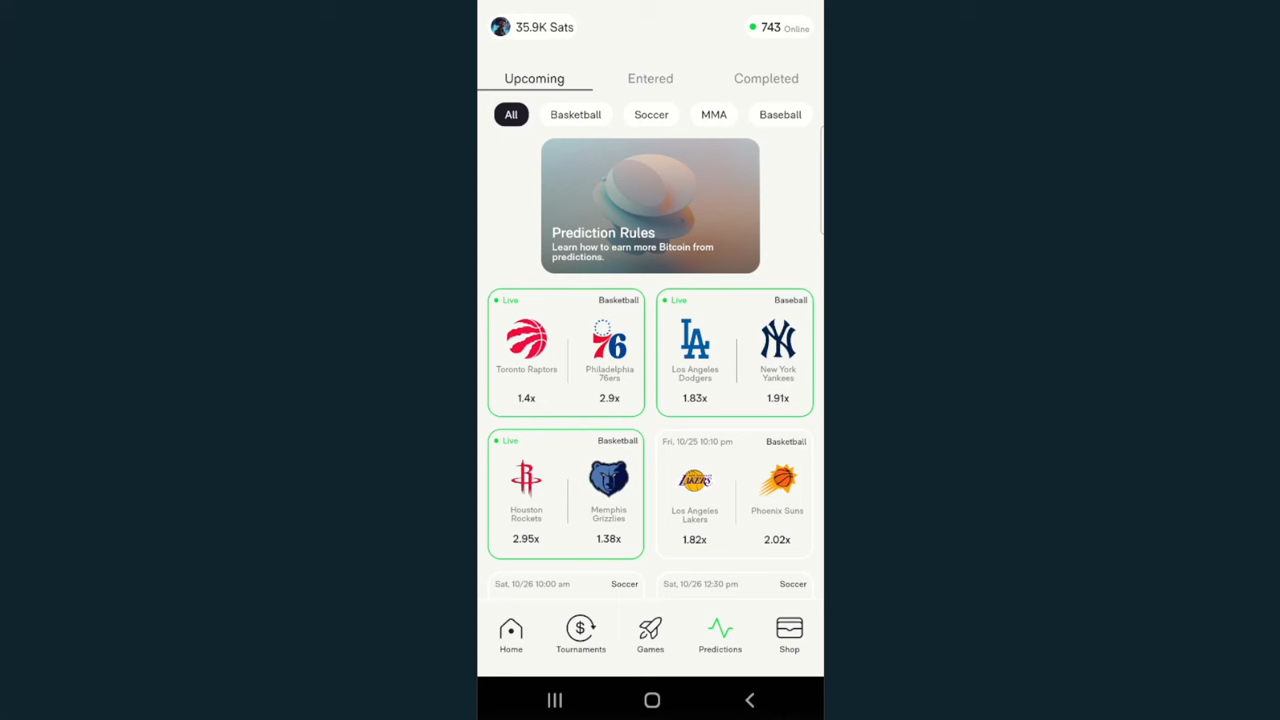 35.9K Sats
743 Online
Upcoming
Entered
Completed
All
Basketball
Soccer
MMA
Baseball
Prediction Rules
Learn how to earn more Bitcoin from
predictions.
Live
Basketball
76
Toronto Raptors
Philadelphia
76ers
1.4x
2.9x
Live
Baseball
LA
NY
Los Angeles
Dodgers
New York
Yankees
1.83x
1.91x
Live
Basketball
R
Houston
Rockets
Memphis
Grizzlies
2.95x
1.38x
Fri, 10/25 10:10 pm
Basketball
LAKERS
Los Angeles
Lakers
Phoenix Suns
1.82x
2.02x
Sat, 10/26 10:00 am
Soccer
Sat, 10/26 12:30 pm
Soccer
$
Home
Tournaments
Games
Predictions
Shop